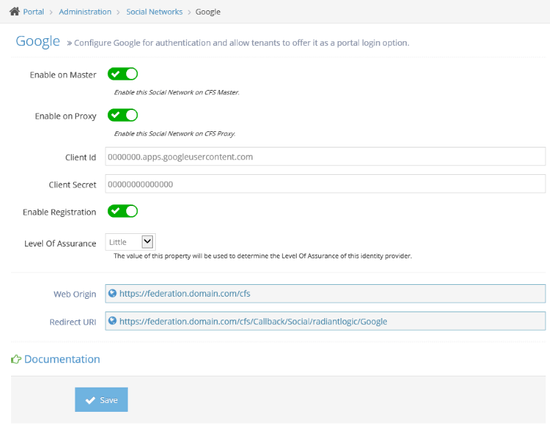 Portal > Administration > Social Networks > Google
Google » Configure Google for authentication and allow tenants to offer it as a portal login option.
Enable on Master
Enable this Social Network on CFS Master.
Enable on Proxy
Enable this Social Network on CFS Proxy.
Client Id 0000000.apps.googleusercontent.com
Client Secret 00000000000000
Enable Registration
Level Of Assurance Little
The value of this property will be used to determine the Level Of Assurance of this identity provider.
Web Origin https://federation.domain.com/cfs
Redirect URI https://federation.domain.com/cfs/Callback/Social/radiantlogic/Google
Documentation
Save